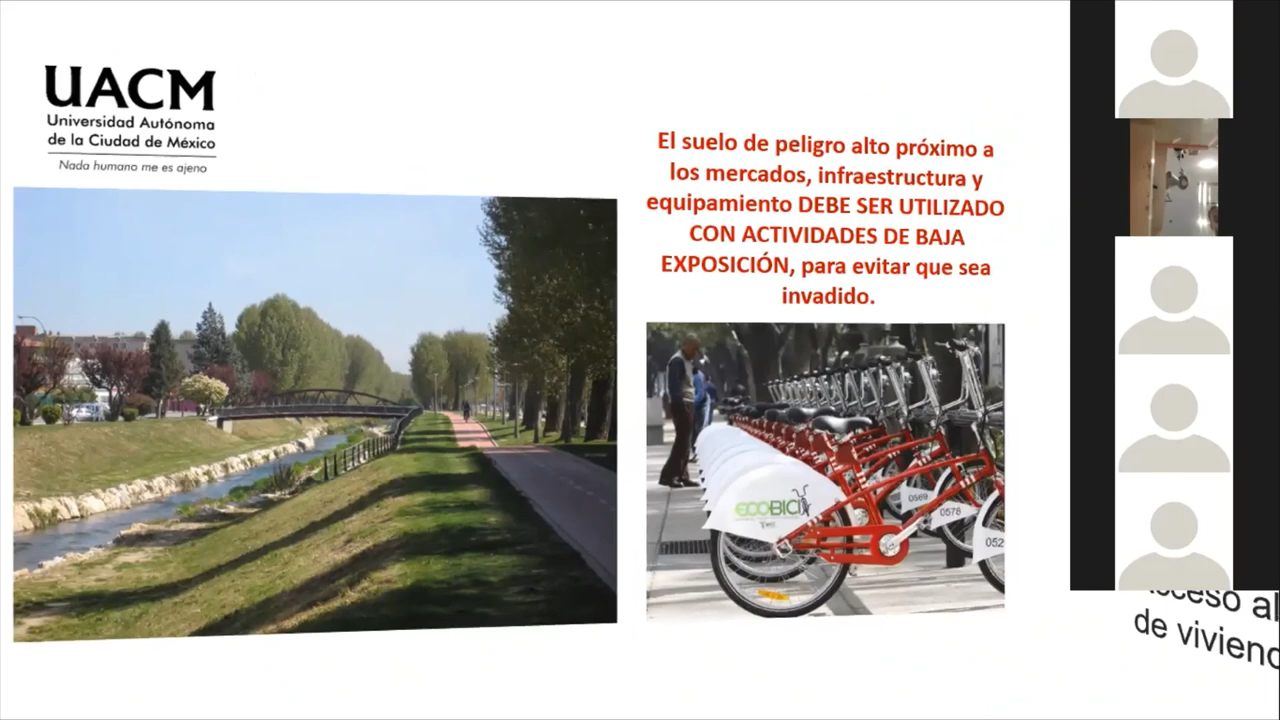 UACM
Universidad Autónoma
de la Ciudad de México
Nada humano me es ajeno
El suelo de peligro alto próximo a
los mercados, infraestructura y
equipamiento DEBE SER UTILIZADO
CON ACTIVIDADES DE BAJA
EXPOSICIÓN, para evitar que sea
invadido.
ECOBICI
0569
0578
052
al
de viviend